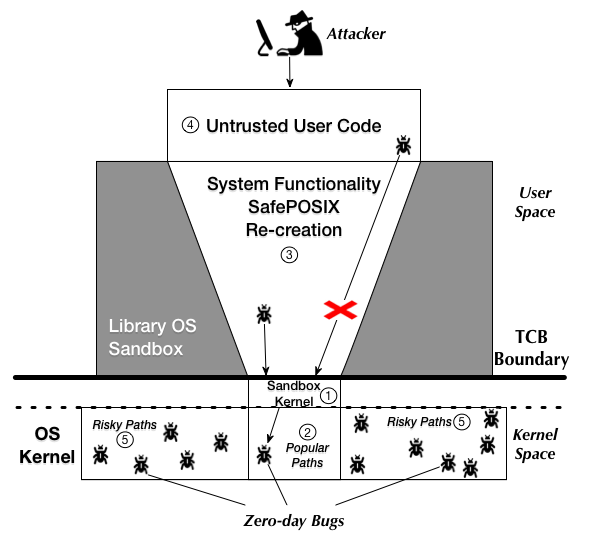 Attacker
④ Untrusted User Code
System Functionality
SafePOSIX
Re-creation
③
User
Space
Library OS
Sandbox
TCB
Boundary
Sandbox
Kernel ①
OS
Kernel
Risky Paths
⑤
②
Popular
Paths
Risky Paths ⑤
Kernel
Space
Zero-day Bugs